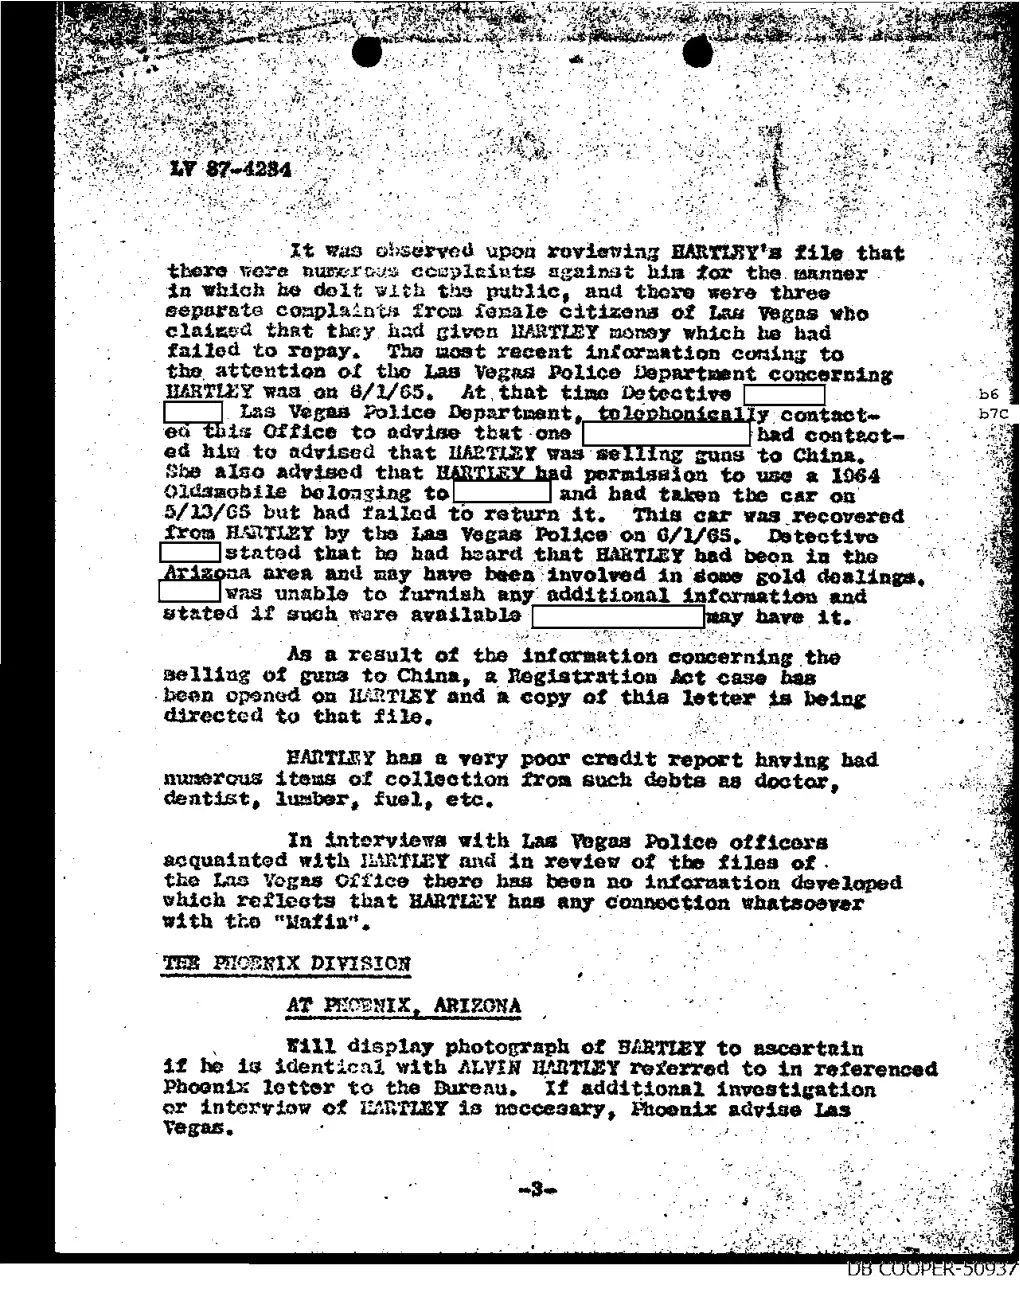 LV 87-4284
It was observed upon reviewing HARTLEY's file that
there were numerous complaints against him for the manner
in which he delt with the public, and there were three
separate complaints from female citizens of Las Vegas who
claimed that they had given HARTLEY money which he had
failed to repay. The most recent information coming to
the attention of the Las Vegas Police Department concerning
HARTLEY was on 6/1/65. At that time Detective
b6
Las Vegas Police Department, telephonically contact-
b7C
ed this Office to advise that one had contact-
ed him to advised that HARTLEY was selling guns to China.
She also advised that HARTLEY had permission to use a 1964
Oldsmobile belonging to and had taken the car on
5/13/65 but had failed to return it. This car was recovered
from HARTLEY by the Las Vegas Police on 6/1/65. Detective
stated that he had heard that HARTLEY had been in the
Arizona area and may have been involved in some gold dealings.
was unable to furnish any additional information and
stated if such were available may have it.
As a result of the information concerning the
selling of guns to China, a Registration Act case has
been opened on HARTLEY and a copy of this letter is being
directed to that file.
HARTLEY has a very poor credit report having had
numerous items of collection from such debts as doctor,
dentist, lumber, fuel, etc.
In interviews with Las Vegas Police officers
acquainted with HARTLEY and in review of the files of
the Las Vegas Office there has been no information developed
which reflects that HARTLEY has any connection whatsoever
with the "Mafia".
THE PHOENIX DIVISION
AT PHOENIX, ARIZONA
Will display photograph of HARTLEY to ascertain
if he is identical with ALVIN HARTLEY referred to in referenced
Phoenix letter to the Bureau. If additional investigation
or interview of HARTLEY is neccesary, Phoenix advise Las
Vegas.
-3-
DB COOPER-50937